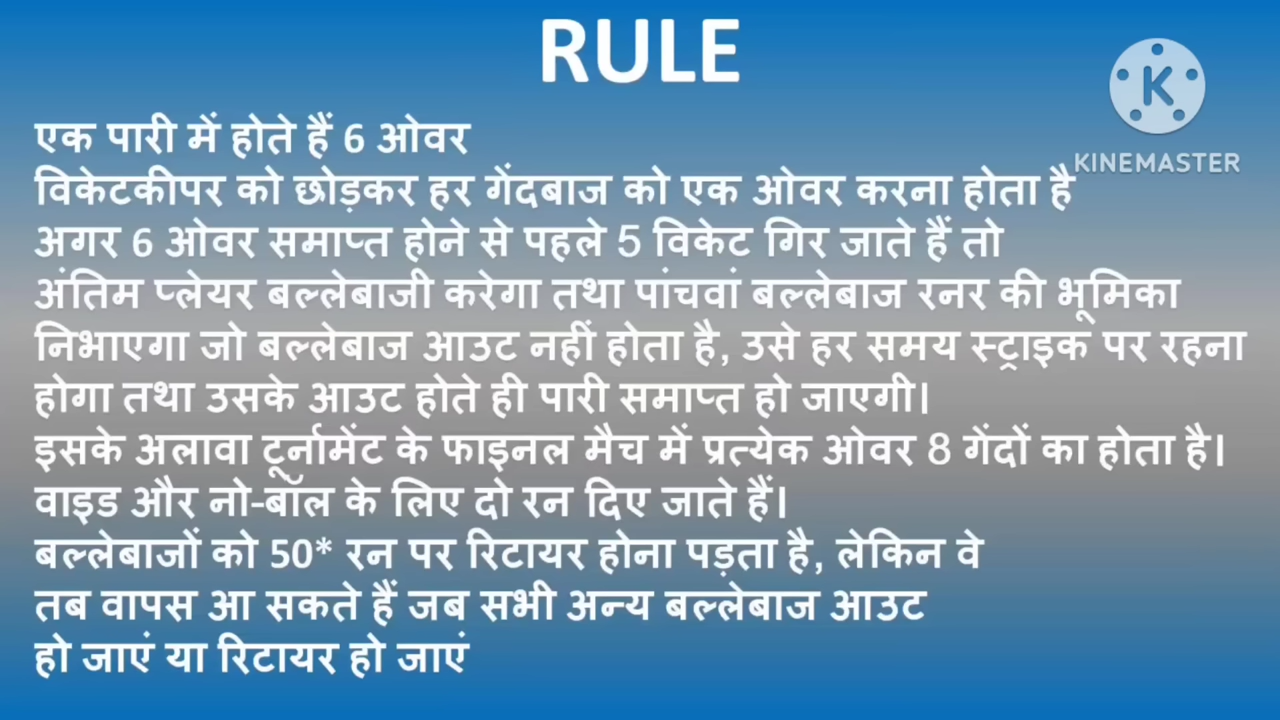 RULE
KINEMASTER
एक पारी में होते हैं 6 ओवर
विकेटकीपर को छोड़कर हर गेंदबाज को एक ओवर करना होता है
अगर 6 ओवर समाप्त होने से पहले 5 विकेट गिर जाते हैं तो
अंतिम प्लेयर बल्लेबाजी करेगा तथा पांचवां बल्लेबाज रनर की भूमिका
निभाएगा जो बल्लेबाज आउट नहीं होता है, उसे हर समय स्ट्राइक पर रहना
होगा तथा उसके आउट होते ही पारी समाप्त हो जाएगी।
इसके अलावा टूर्नामेंट के फाइनल मैच में प्रत्येक ओवर 8 गेंदों का होता है।
वाइड और नो-बॉल के लिए दो रन दिए जाते हैं।
बल्लेबाजों को 50* रन पर रिटायर होना पड़ता है, लेकिन वे
तब वापस आ सकते हैं जब सभी अन्य बल्लेबाज आउट
हो जाएं या रिटायर हो जाएं